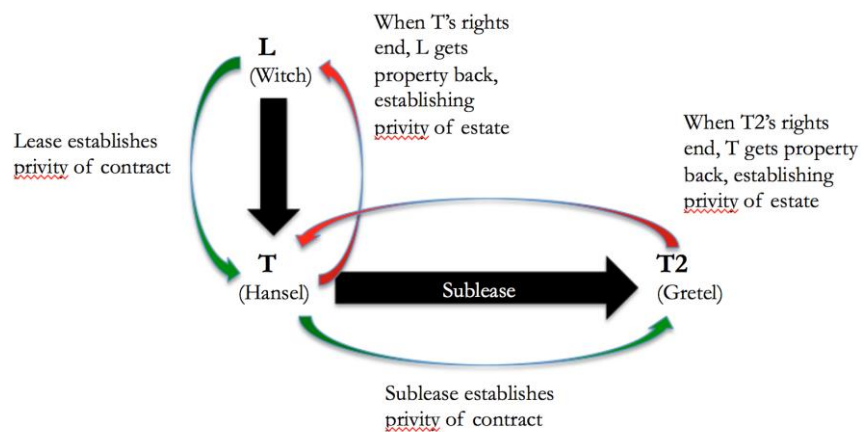 L
(Witch)
When T's rights
end, L gets
property back,
establishing
privity of estate
Lease establishes
privity of contract
When T2's rights
end, T gets property
back, establishing
privity of estate
T
(Hansel)
Sublease
T2
(Gretel)
Sublease establishes
privity of contract